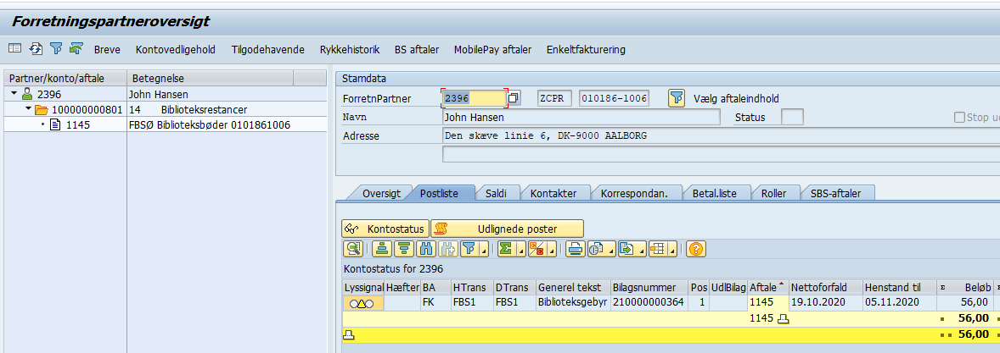 Forretningspartneroversigt
Breve Kontovedligehold Tilgodehavende Rykkehistorik BS aftaler MobilePay aftaler Enkeltfakturering
Partner/konto/aftale Betegnelse
2396 John Hansen
100000000801 14 Biblioteksrestancer
1145 FBSØ Biblioteksbøder 0101861006
Stamdata
ForretnPartner 2396 ZCPR 010186-1006 Vælg aftaleindhold
Navn John Hansen Status Stop u
Adresse Den skæve linie 6, DK-9000 AALBORG
Oversigt Postliste Saldi Kontakter Korrespondan. Betal.liste Roller SBS-aftaler
Kontostatus Udlignede poster
Kontostatus for 2396
Lyssignal Hæfter BA HTrans DTrans Generel tekst Bilagsnummer Pos UdlBilag Aftale Nettoforfald Henstand til Σ Beløb Σ
FK FBS1 FBS1 Biblioteksgebyr 210000000364 1 1145 19.10.2020 05.11.2020 56,00
1145 56,00
56,00